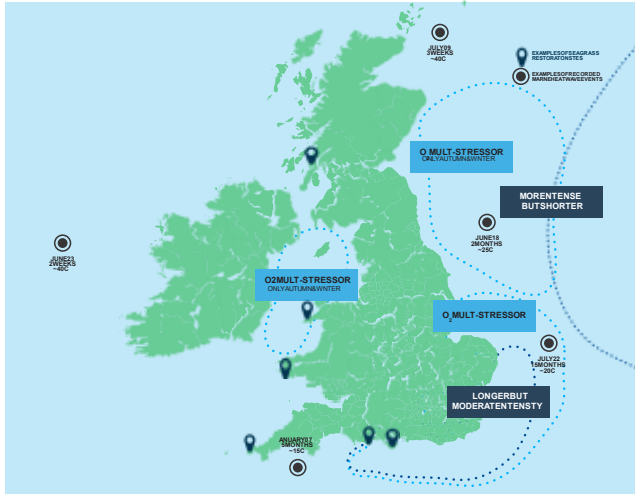 JULY09
3WEEKS
~40C
EXAMPLESOFSEAGRASS
RESTORATONSTES
EXAMPLESOFRECORDED
MARNEHEATWAVEEVENTS
O MULT-STRESSOR
ONLYAUTUMN&WNTER
MORENTENSE
BUTSHORTER
JUNE18
2MONTHS
~25C
JUNE23
2WEEKS
~40C
O2MULT-STRESSOR
ONLYAUTUMN&WNTER
O2MULT-STRESSOR
JULY22
15MONTHS
~20C
LONGERBUT
MODERATENTENSTY
ANUARY07
5MONTHS
~15C